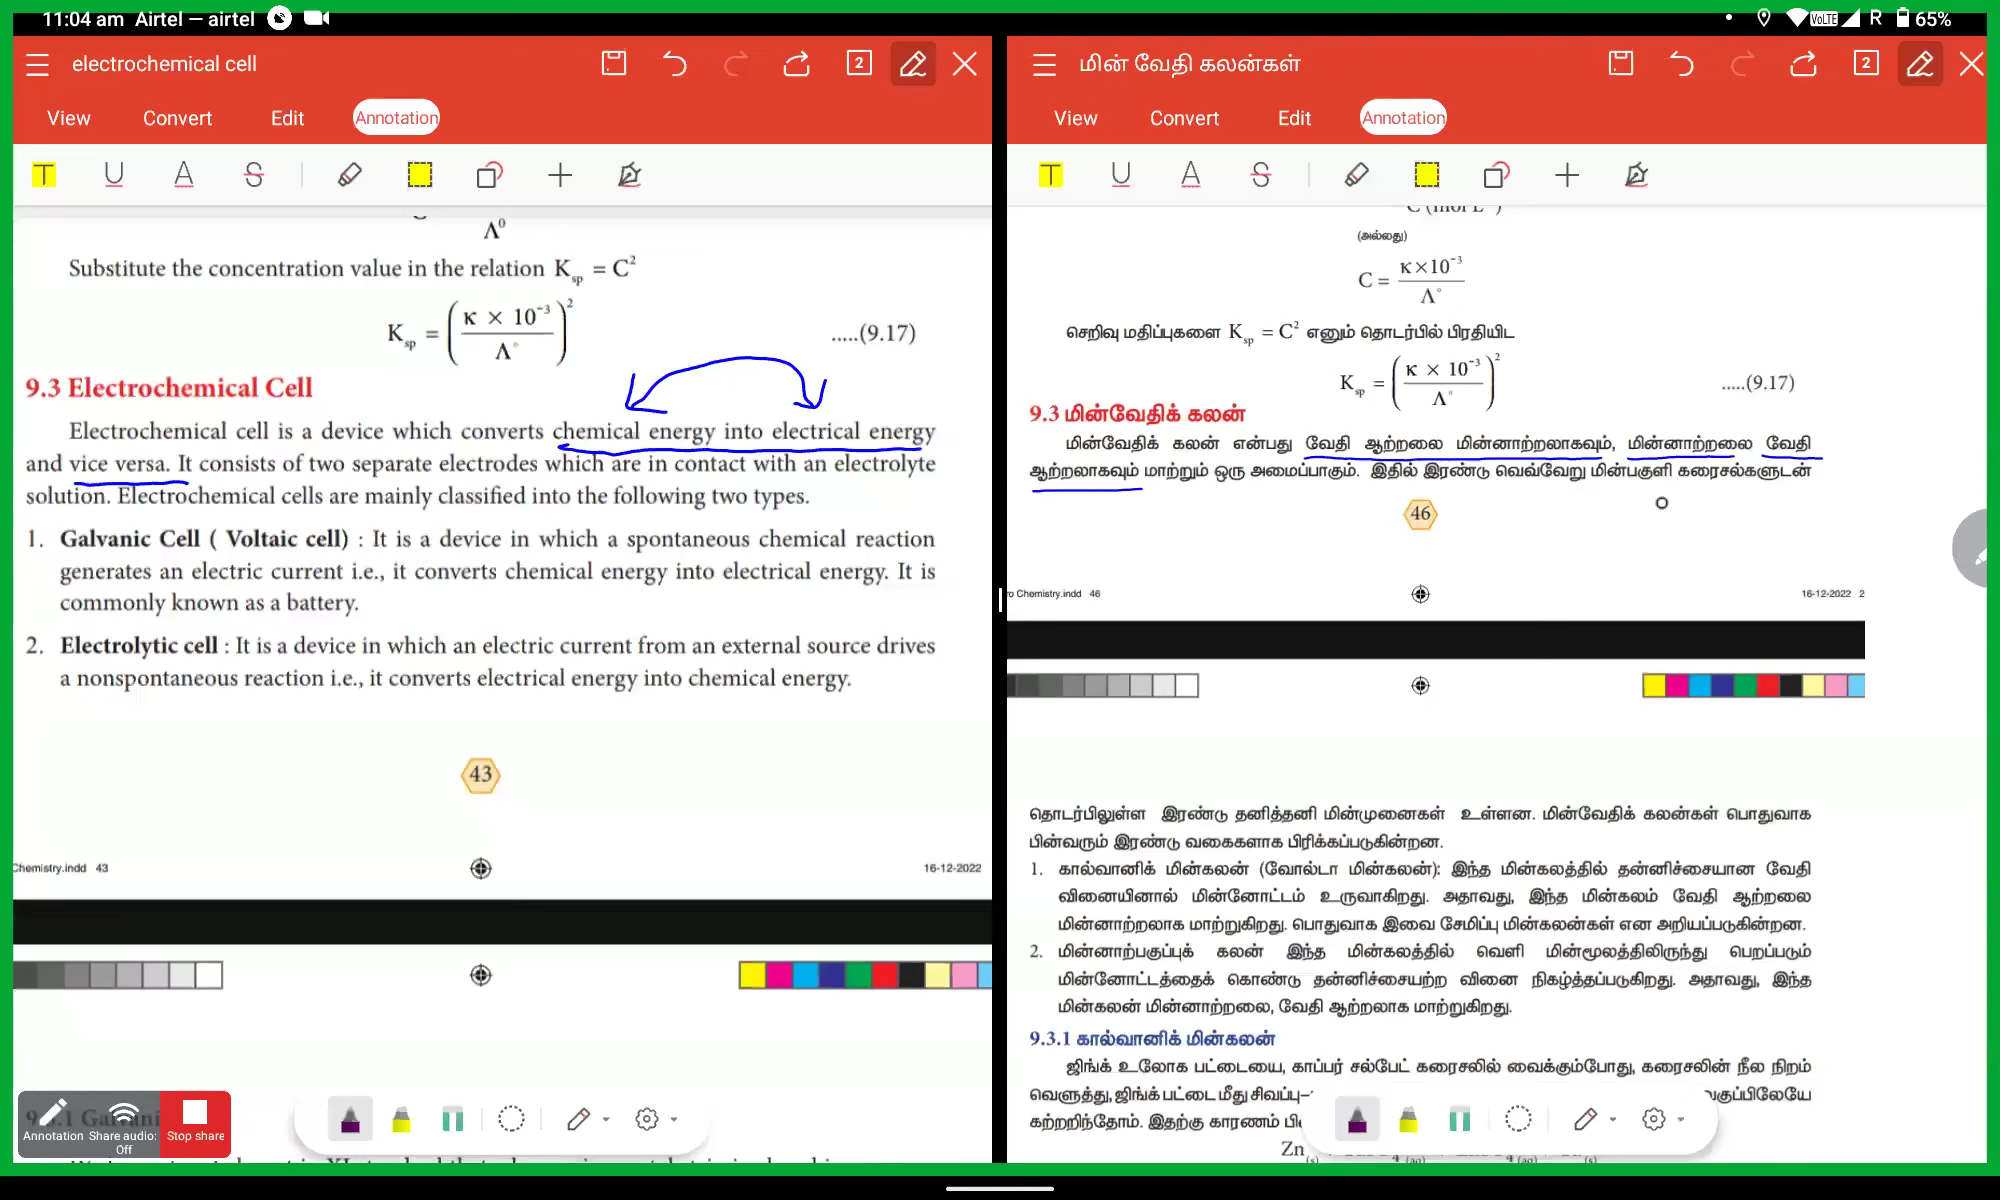 11:04 am Airtel — airtel
VoLTE R 65%
electrochemical cell
2
View Convert Edit Annotation
Λ⁰
Substitute the concentration value in the relation Ksp = C²
Ksp = (κ × 10⁻³ / Λ°)² .....(9.17)
9.3 Electrochemical Cell
Electrochemical cell is a device which converts chemical energy into electrical energy
and vice versa. It consists of two separate electrodes which are in contact with an electrolyte
solution. Electrochemical cells are mainly classified into the following two types.
1. Galvanic Cell ( Voltaic cell) : It is a device in which a spontaneous chemical reaction
generates an electric current i.e., it converts chemical energy into electrical energy. It is
commonly known as a battery.
2. Electrolytic cell : It is a device in which an electric current from an external source drives
a nonspontaneous reaction i.e., it converts electrical energy into chemical energy.
43
Chemistry.indd 43
16-12-2022
Annotation Share audio: Off Stop share
மின் வேதி கலன்கள்
2
View Convert Edit Annotation
C (mol L⁻¹)
(அல்லது)
C = κ×10⁻³ / Λ°
செறிவு மதிப்புகளை Ksp = C² எனும் தொடர்பில் பிரதியிட
Ksp = (κ × 10⁻³ / Λ°)² .....(9.17)
9.3 மின்வேதிக் கலன்
மின்வேதிக் கலன் என்பது வேதி ஆற்றலை மின்னாற்றலாகவும், மின்னாற்றலை வேதி
ஆற்றலாகவும் மாற்றும் ஒரு அமைப்பாகும். இதில் இரண்டு வெவ்வேறு மின்பகுளி கரைசல்களுடன்
46
o Chemistry.indd 46
16-12-2022 2
தொடர்பிலுள்ள இரண்டு தனித்தனி மின்முனைகள் உள்ளன. மின்வேதிக் கலன்கள் பொதுவாக
பின்வரும் இரண்டு வகைகளாக பிரிக்கப்படுகின்றன.
1. கால்வானிக் மின்கலன் (வோல்டா மின்கலன்): இந்த மின்கலத்தில் தன்னிச்சையான வேதி
வினையினால் மின்னோட்டம் உருவாகிறது. அதாவது, இந்த மின்கலம் வேதி ஆற்றலை
மின்னாற்றலாக மாற்றுகிறது. பொதுவாக இவை சேமிப்பு மின்கலன்கள் என அறியப்படுகின்றன.
2. மின்னாற்பகுப்புக் கலன் இந்த மின்கலத்தில் வெளி மின்மூலத்திலிருந்து பெறப்படும்
மின்னோட்டத்தைக் கொண்டு தன்னிச்சையற்ற வினை நிகழ்த்தப்படுகிறது. அதாவது, இந்த
மின்கலன் மின்னாற்றலை, வேதி ஆற்றலாக மாற்றுகிறது.
9.3.1 கால்வானிக் மின்கலன்
ஜிங்க் உலோக பட்டையை, காப்பர் சல்பேட் கரைசலில் வைக்கும்போது, கரைசலின் நீல நிறம்
வெளுத்து, ஜிங்க் பட்டை மீது சிவப்பு– வகுப்பிலேயே
கற்றறிந்தோம். இதற்கு காரணம்
Zn(s)